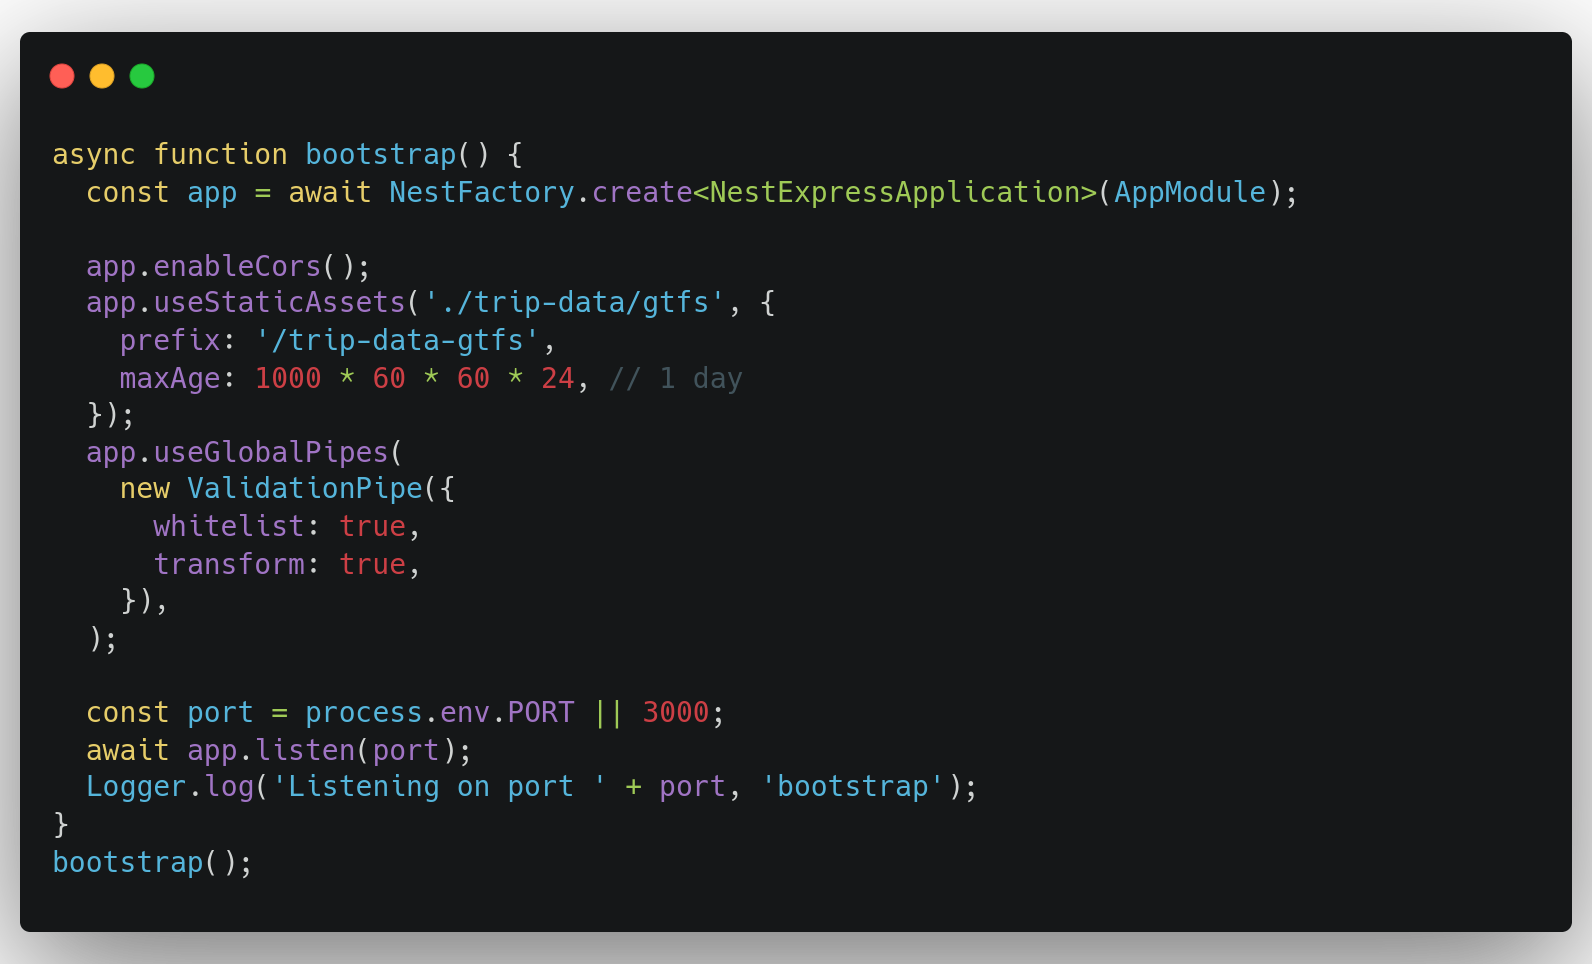 async function bootstrap() {
  const app = await NestFactory.create<NestExpressApplication>(AppModule);

  app.enableCors();
  app.useStaticAssets('./trip-data/gtfs', {
    prefix: '/trip-data-gtfs',
    maxAge: 1000 * 60 * 60 * 24, // 1 day
  });
  app.useGlobalPipes(
    new ValidationPipe({
      whitelist: true,
      transform: true,
    }),
  );

  const port = process.env.PORT || 3000;
  await app.listen(port);
  Logger.log('Listening on port ' + port, 'bootstrap');
}
bootstrap();